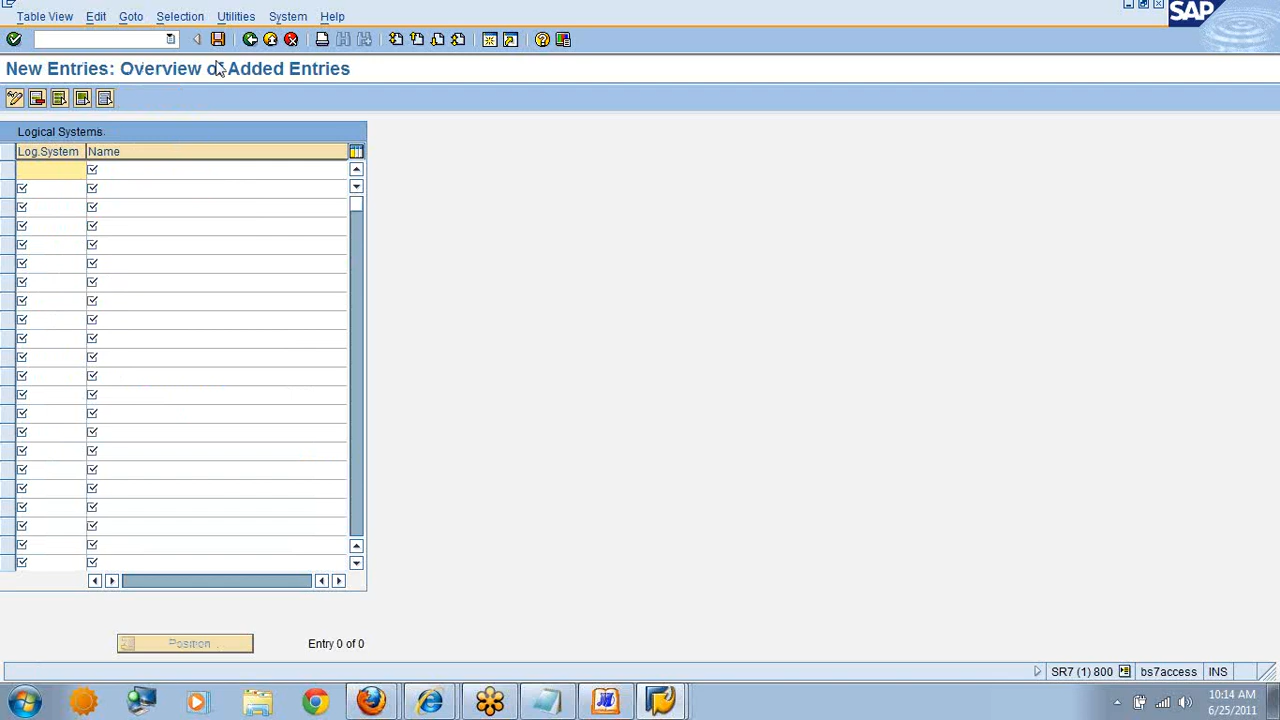 Table View Edit Goto Selection Utilities System Help
SAP
New Entries: Overview of Added Entries
Logical Systems
Log.System Name
Position...
Entry 0 of 0
SR7 (1) 800 bs7access INS
10:14 AM
6/25/2011